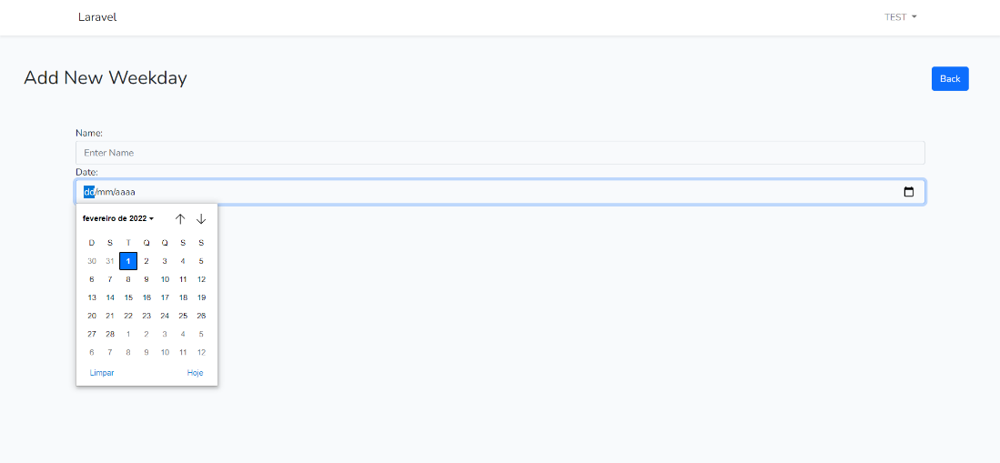 Laravel TEST
Add New Weekday Back
Name:
Enter Name
Date:
dd/mm/aaaa
fevereiro de 2022
D S T Q Q S S
30 31 1 2 3 4 5
6 7 8 9 10 11 12
13 14 15 16 17 18 19
20 21 22 23 24 25 26
27 28 1 2 3 4 5
6 7 8 9 10 11 12
Limpar Hoje